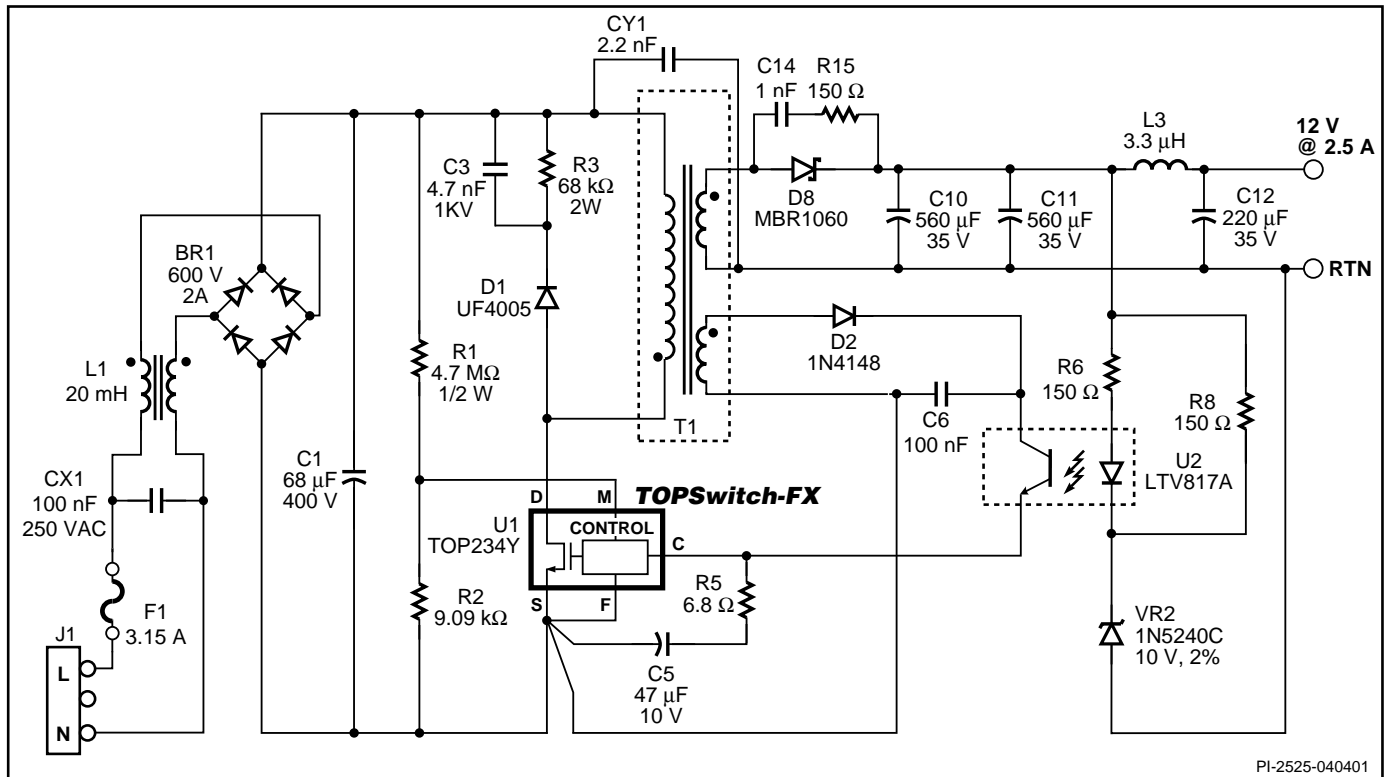 CY1
2.2 nF
C14
1 nF
R15
150 Ω
L3
3.3 µH
12 V
@ 2.5 A
C3
4.7 nF
1KV
R3
68 kΩ
2W
D8
MBR1060
C10
560 µF
35 V
C11
560 µF
35 V
C12
220 µF
35 V
RTN
BR1
600 V
2A
D1
UF4005
D2
1N4148
L1
20 mH
R1
4.7 MΩ
1/2 W
T1
C6
100 nF
R6
150 Ω
R8
150 Ω
U2
LTV817A
CX1
100 nF
250 VAC
C1
68 µF
400 V
D
M
TOPSwitch-FX
U1
TOP234Y
CONTROL
C
S
F
R2
9.09 kΩ
R5
6.8 Ω
C5
47 µF
10 V
VR2
1N5240C
10 V, 2%
F1
3.15 A
J1
L
N
PI-2525-040401